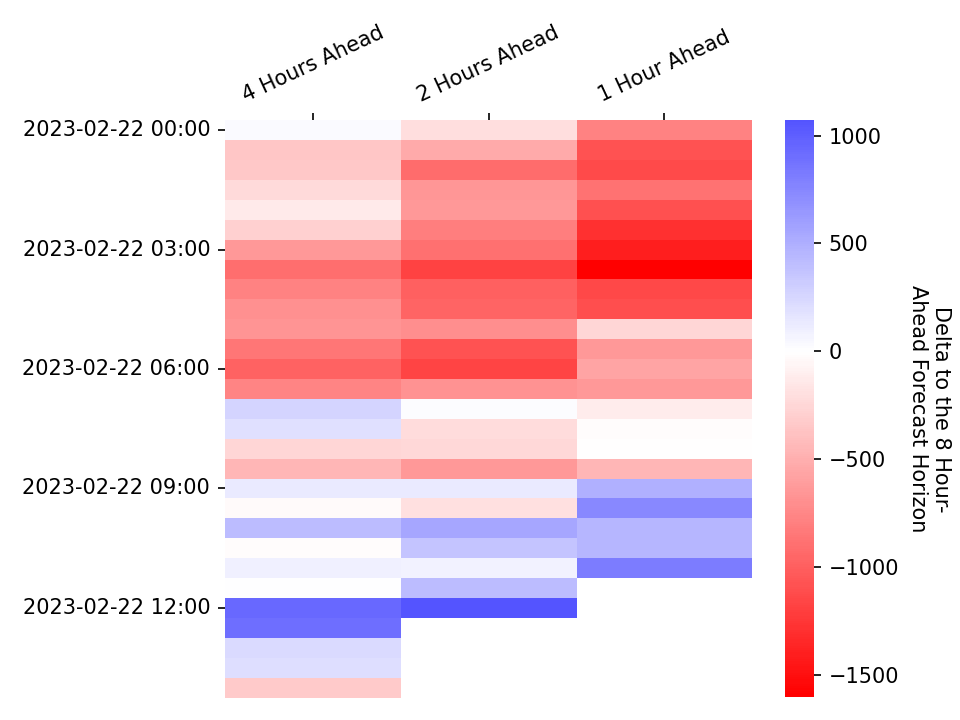 4 Hours Ahead
2 Hours Ahead
1 Hour Ahead
2023-02-22 00:00
2023-02-22 03:00
2023-02-22 06:00
2023-02-22 09:00
2023-02-22 12:00
1000
500
0
−500
−1000
−1500
Delta to the 8 Hour-
Ahead Forecast Horizon